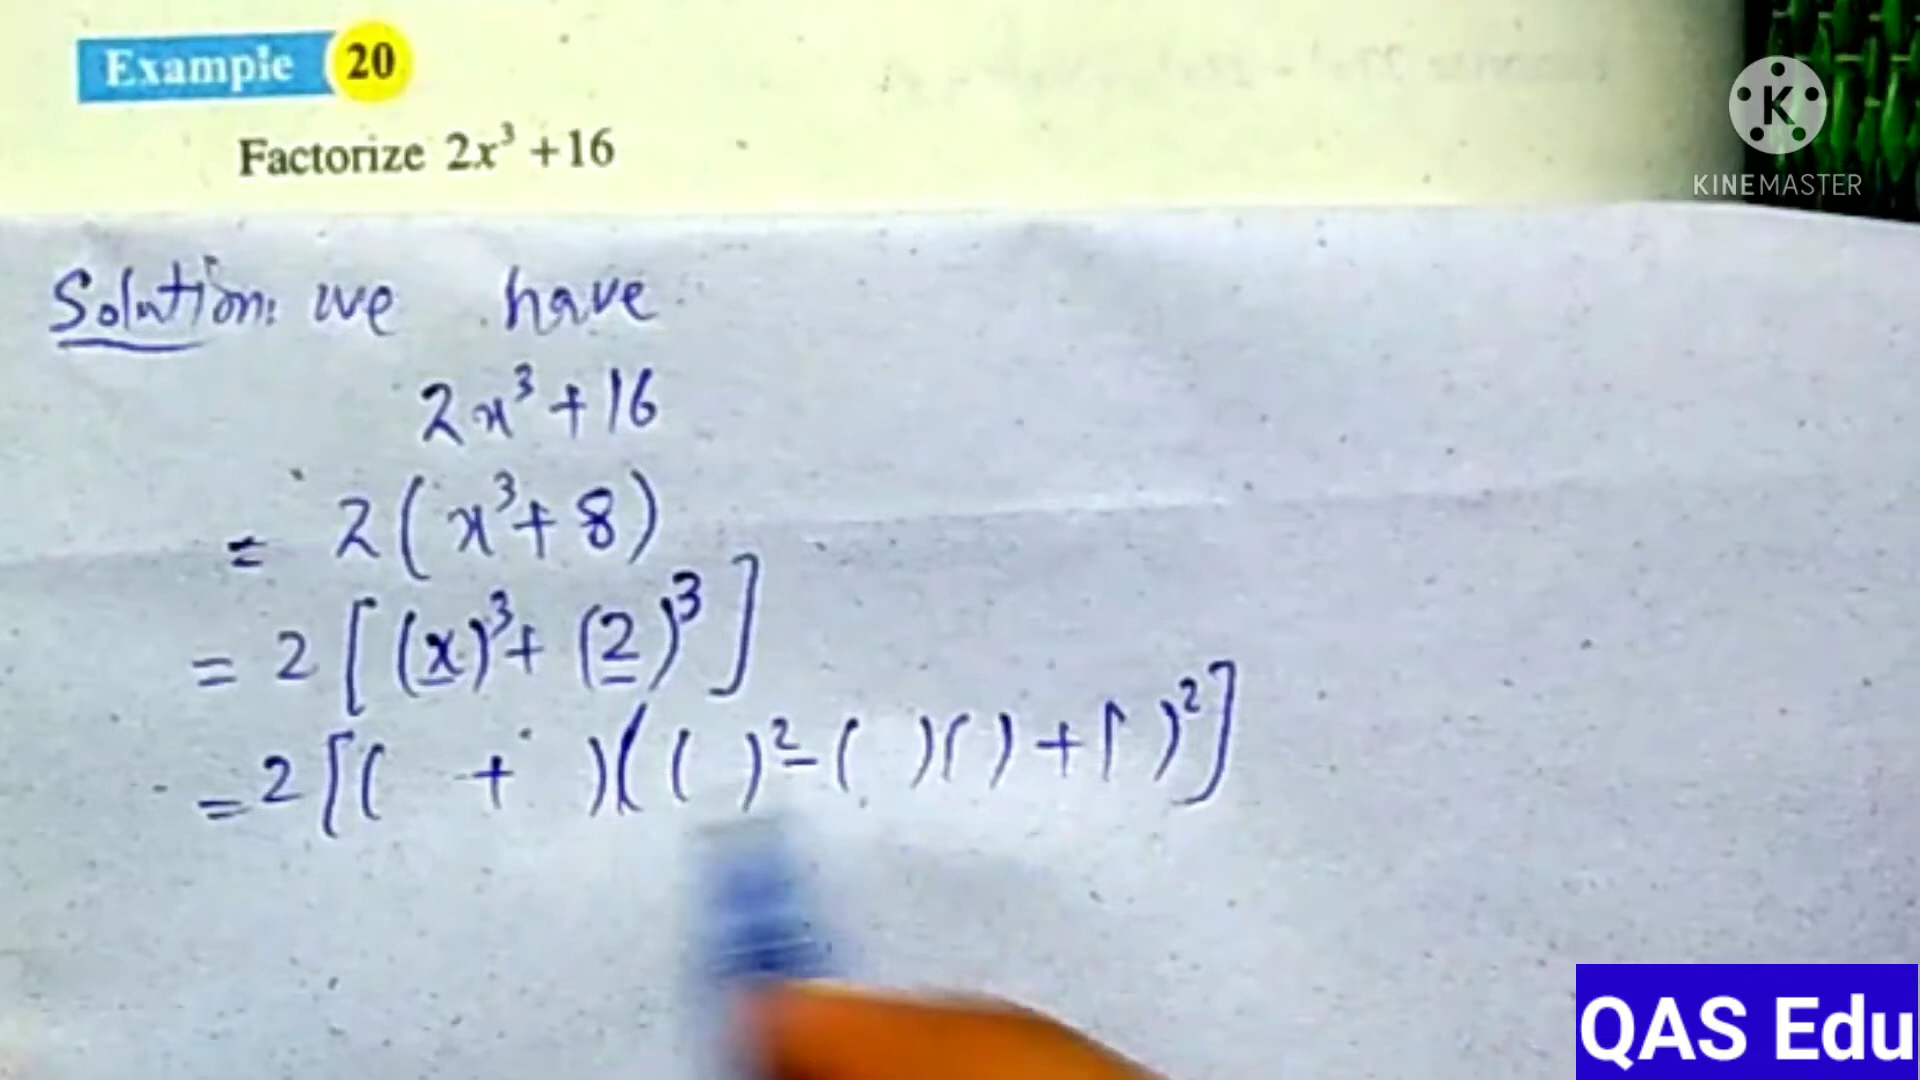 Example 20
Factorize 2x³ +16
K
KINEMASTER
Solution: we have
2x³ + 16
= 2 ( x³ + 8 )
= 2 [ (x)³ + (2)³ ]
= 2 [ (   +   ) ( (   )² - (   ) (   ) + (   )² ]
QAS Edu